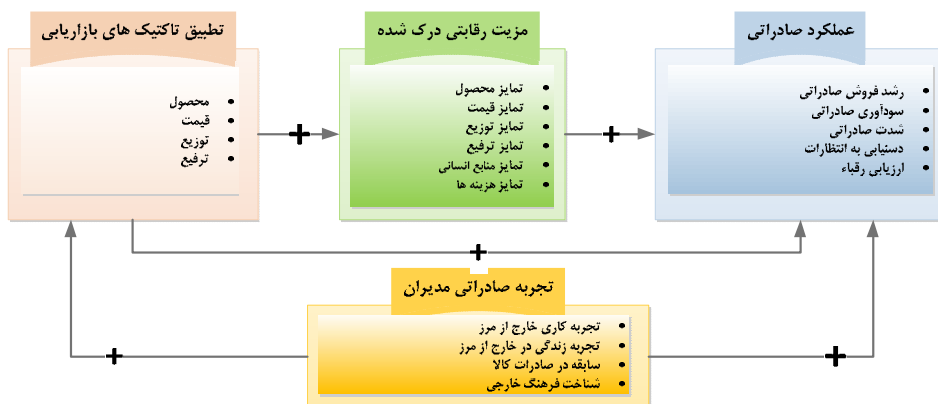 تطبیق تاکتیک های بازاریابی
محصول
قیمت
توزیع
ترفیع
مزیت رقابتی درک شده
تمایز محصول
تمایز قیمت
تمایز توزیع
تمایز ترفیع
تمایز منابع انسانی
تمایز هزینه ها
عملکرد صادراتی
رشد فروش صادراتی
سودآوری صادراتی
شدت صادراتی
دستیابی به انتظارات
ارزیابی رقباء
تجربه صادراتی مدیران
تجربه کاری خارج از مرز
تجربه زندگی در خارج از مرز
سابقه در صادرات کالا
شناخت فرهنگ خارجی